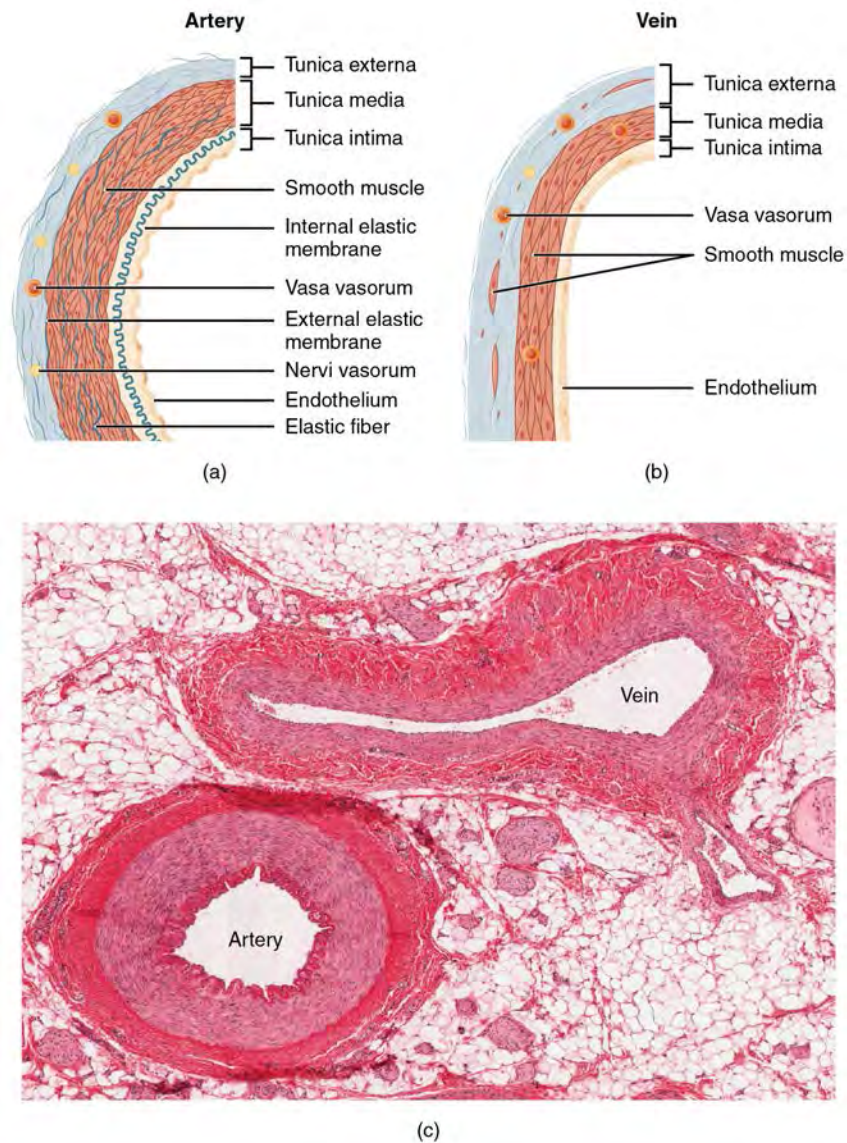 Artery
Tunica externa
Tunica media
Tunica intima
Smooth muscle
Internal elastic
membrane
Vasa vasorum
External elastic
membrane
Nervi vasorum
Endothelium
Elastic fiber
(a)
Vein
Tunica externa
Tunica media
Tunica intima
Vasa vasorum
Smooth muscle
Endothelium
(b)
Vein
Artery
(c)